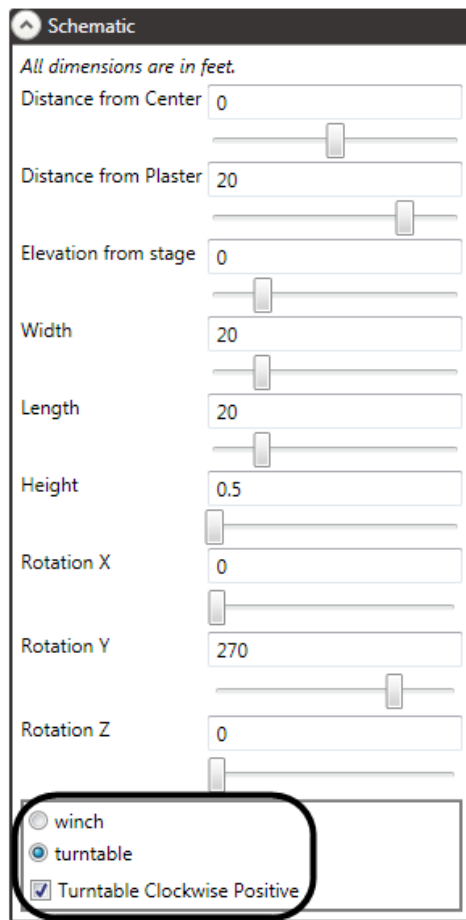 Schematic
All dimensions are in feet.
Distance from Center 0
Distance from Plaster 20
Elevation from stage 0
Width 20
Length 20
Height 0.5
Rotation X 0
Rotation Y 270
Rotation Z 0
winch
turntable
Turntable Clockwise Positive